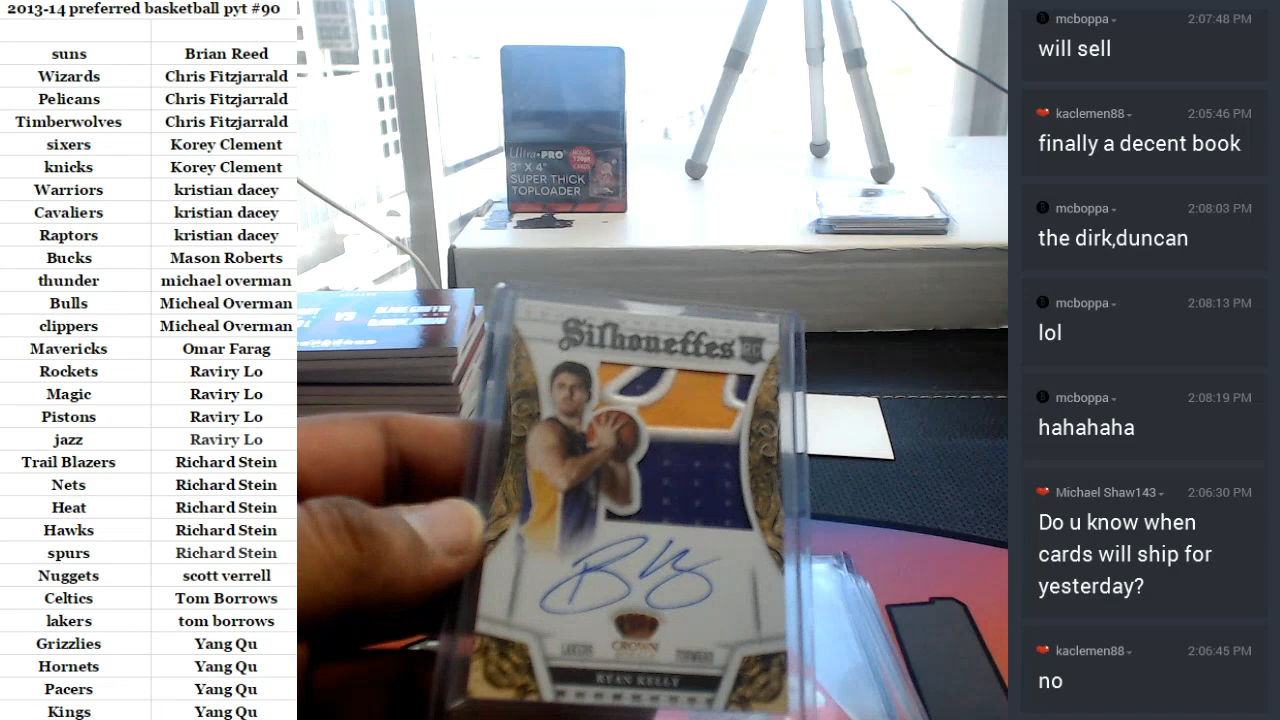 2013-14 preferred basketball pyt #90
suns Brian Reed
Wizards Chris Fitzjarrald
Pelicans Chris Fitzjarrald
Timberwolves Chris Fitzjarrald
sixers Korey Clement
knicks Korey Clement
Warriors kristian dacey
Cavaliers kristian dacey
Raptors kristian dacey
Bucks Mason Roberts
thunder michael overman
Bulls Micheal Overman
clippers Micheal Overman
Mavericks Omar Farag
Rockets Raviry Lo
Magic Raviry Lo
Pistons Raviry Lo
jazz Raviry Lo
Trail Blazers Richard Stein
Nets Richard Stein
Heat Richard Stein
Hawks Richard Stein
spurs Richard Stein
Nuggets scott verrell
Celtics Tom Borrows
lakers tom borrows
Grizzlies Yang Qu
Hornets Yang Qu
Pacers Yang Qu
Kings Yang Qu
Ultra•PRO
HOLDS
130pt
CARDS
3" X 4"
SUPER THICK
TOPLOADER
VS
Silhouettes RC
CROWN
LAKERS FORWARD
RYAN KELLY
mcboppa 2:07:48 PM
will sell
kaclemen88 2:05:46 PM
finally a decent book
mcboppa 2:08:03 PM
the dirk,duncan
mcboppa 2:08:13 PM
lol
mcboppa 2:08:19 PM
hahahaha
Michael Shaw143 2:06:30 PM
Do u know when
cards will ship for
yesterday?
kaclemen88 2:06:45 PM
no